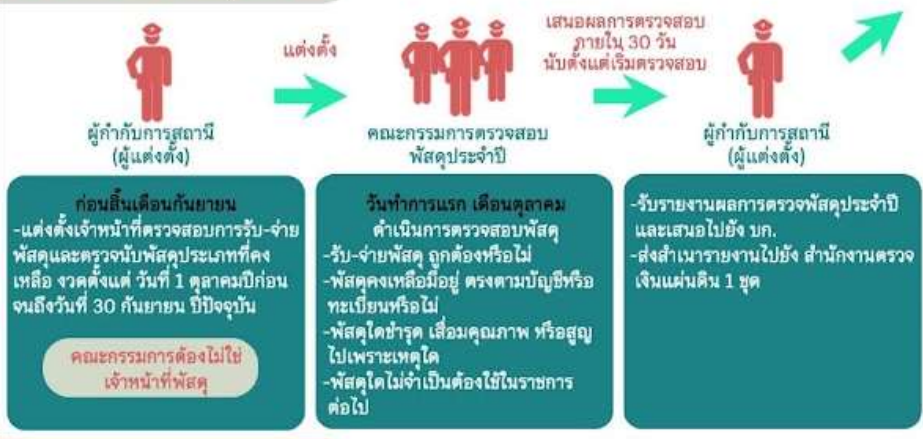 แต่งตั้ง
เสนอผลการตรวจสอบ
ภายใน 30 วัน
นับตั้งแต่เริ่มตรวจสอบ
ผู้กำกับการสถานี
(ผู้แต่งตั้ง)
คณะกรรมการตรวจสอบ
พัสดุประจำปี
ผู้กำกับการสถานี
(ผู้แต่งตั้ง)
ก่อนสิ้นเดือนกันยายน
-แต่งตั้งเจ้าหน้าที่ตรวจสอบการรับ-จ่าย
พัสดุและตรวจนับพัสดุประเภทที่คง
เหลือ งวดตั้งแต่ วันที่ 1 ตุลาคมปีก่อน
จนถึงวันที่ 30 กันยายน ปีปัจจุบัน
คณะกรรมการต้องไม่ใช่
เจ้าหน้าที่พัสดุ
วันทำการแรก เดือนตุลาคม
ดำเนินการตรวจสอบพัสดุ
-รับ-จ่ายพัสดุ ถูกต้องหรือไม่
-พัสดุคงเหลือมีอยู่ ตรงตามบัญชีหรือ
ทะเบียนหรือไม่
-พัสดุใดชำรุด เสื่อมคุณภาพ หรือสูญ
ไปเพราะเหตุใด
-พัสดุใดไม่จำเป็นต้องใช้ในราชการ
ต่อไป
-รับรายงานผลการตรวจพัสดุประจำปี
และเสนอไปยัง บก.
-ส่งสำเนารายงานไปยัง สำนักงานตรวจ
เงินแผ่นดิน 1 ชุด